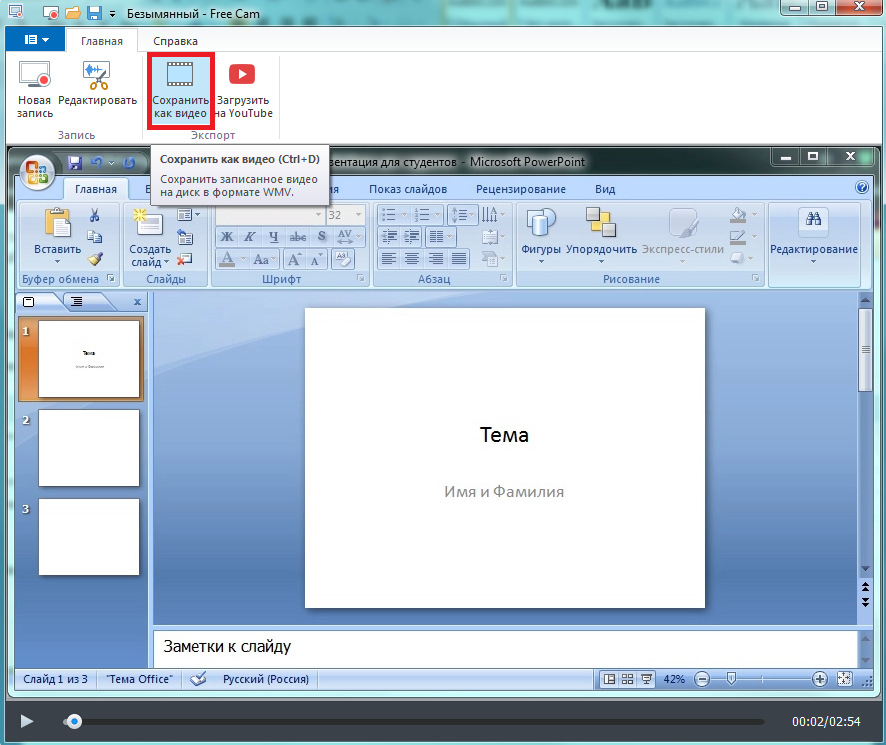 Безымянный - Free Cam
Главная
Справка
Новая запись
Редактировать
Сохранить как видео
Загрузить на YouTube
Запись
Экспорт
Сохранить как видео (Ctrl+D)
Сохранить записанное видео
на диск в формате WMV.
для студентов - Microsoft PowerPoint
Главная
Показ слайдов
Рецензирование
Вид
32
Вставить
Создать слайд
Ж К Ч abc S AV
A Aa A A
Фигуры
Упорядочить
Экспресс-стили
Редактирование
Буфер обмена
Слайды
Шрифт
Абзац
Рисование
1
Тема
Имя и Фамилия
2
3
Тема
Имя и Фамилия
Заметки к слайду
Слайд 1 из 3
"Тема Office"
Русский (Россия)
42%
00:02/02:54